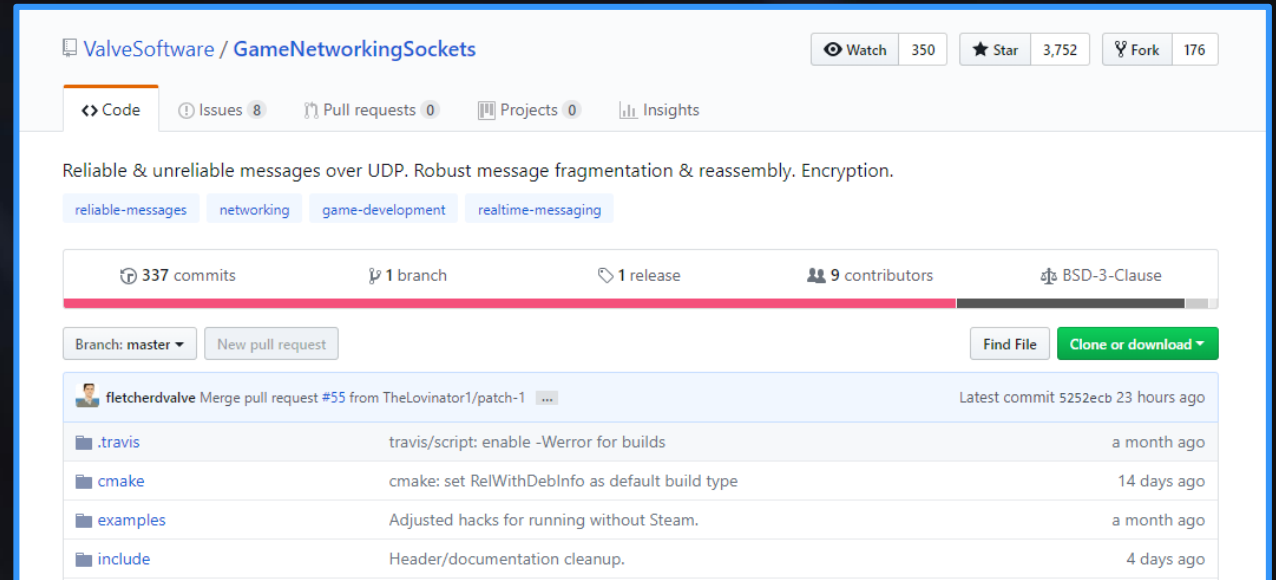 ValveSoftware / GameNetworkingSockets Watch 350 Star 3,752 Fork 176
Code Issues 8 Pull requests 0 Projects 0 Insights
Reliable & unreliable messages over UDP. Robust message fragmentation & reassembly. Encryption.
reliable-messages networking game-development realtime-messaging
337 commits 1 branch 1 release 9 contributors BSD-3-Clause
Branch: master New pull request Find File Clone or download
fletcherdvalve Merge pull request #55 from TheLovinator1/patch-1 ... Latest commit 5252ecb 23 hours ago
.travis travis/script: enable -Werror for builds a month ago
cmake cmake: set RelWithDebInfo as default build type 14 days ago
examples Adjusted hacks for running without Steam. a month ago
include Header/documentation cleanup. 4 days ago